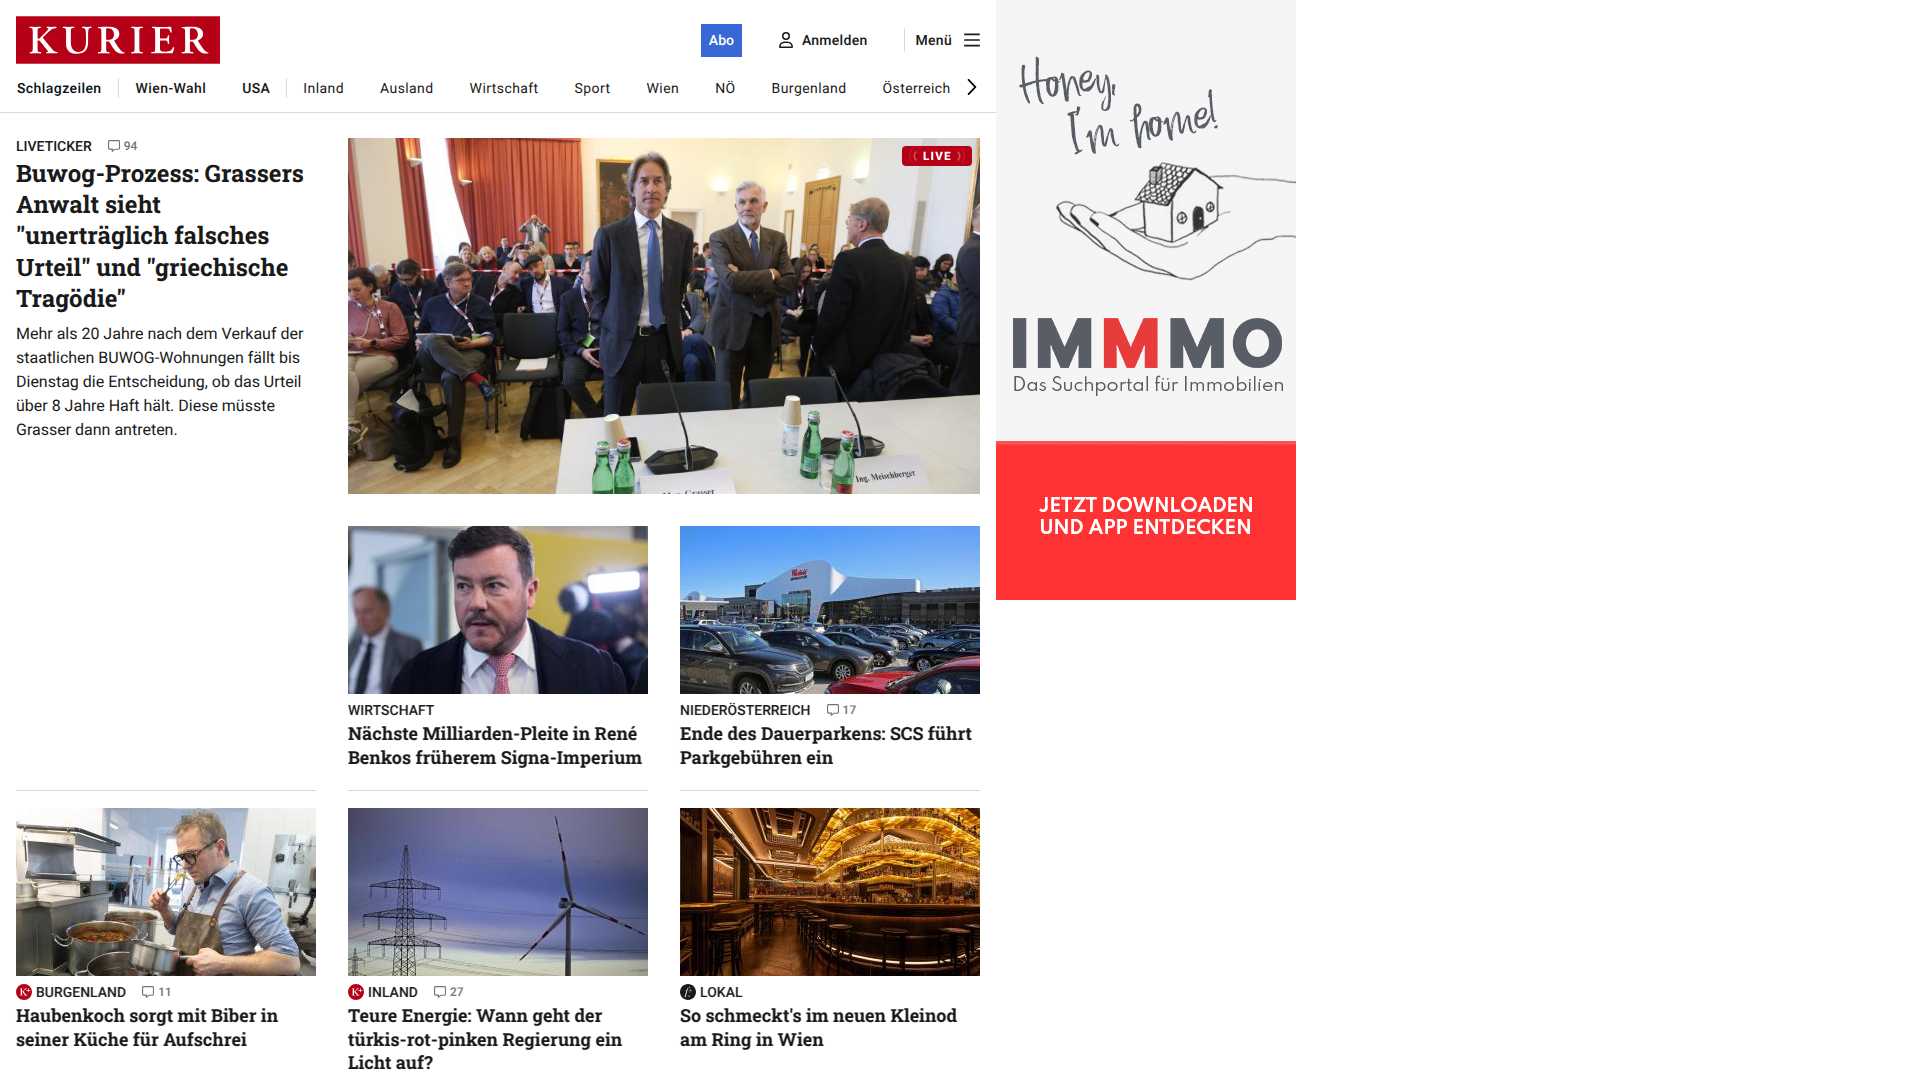 KURIER
Abo
Anmelden
Menü
Schlagzeilen
Wien-Wahl
USA
Inland
Ausland
Wirtschaft
Sport
Wien
NÖ
Burgenland
Österreich
LIVETICKER 94
Buwog-Prozess: Grassers
Anwalt sieht
"unerträglich falsches
Urteil" und "griechische
Tragödie"
Mehr als 20 Jahre nach dem Verkauf der
staatlichen BUWOG-Wohnungen fällt bis
Dienstag die Entscheidung, ob das Urteil
über 8 Jahre Haft hält. Diese müsste
Grasser dann antreten.
LIVE
Ing. Meischberger
WIRTSCHAFT
Nächste Milliarden-Pleite in René
Benkos früherem Signa-Imperium
NIEDERÖSTERREICH 17
Ende des Dauerparkens: SCS führt
Parkgebühren ein
K+ BURGENLAND 11
Haubenkoch sorgt mit Biber in
seiner Küche für Aufschrei
K+ INLAND 27
Teure Energie: Wann geht der
türkis-rot-pinken Regierung ein
Licht auf?
f LOKAL
So schmeckt's im neuen Kleinod
am Ring in Wien
Honey,
I'm home!
IMMMO
Das Suchportal für Immobilien
JETZT DOWNLOADEN
UND APP ENTDECKEN